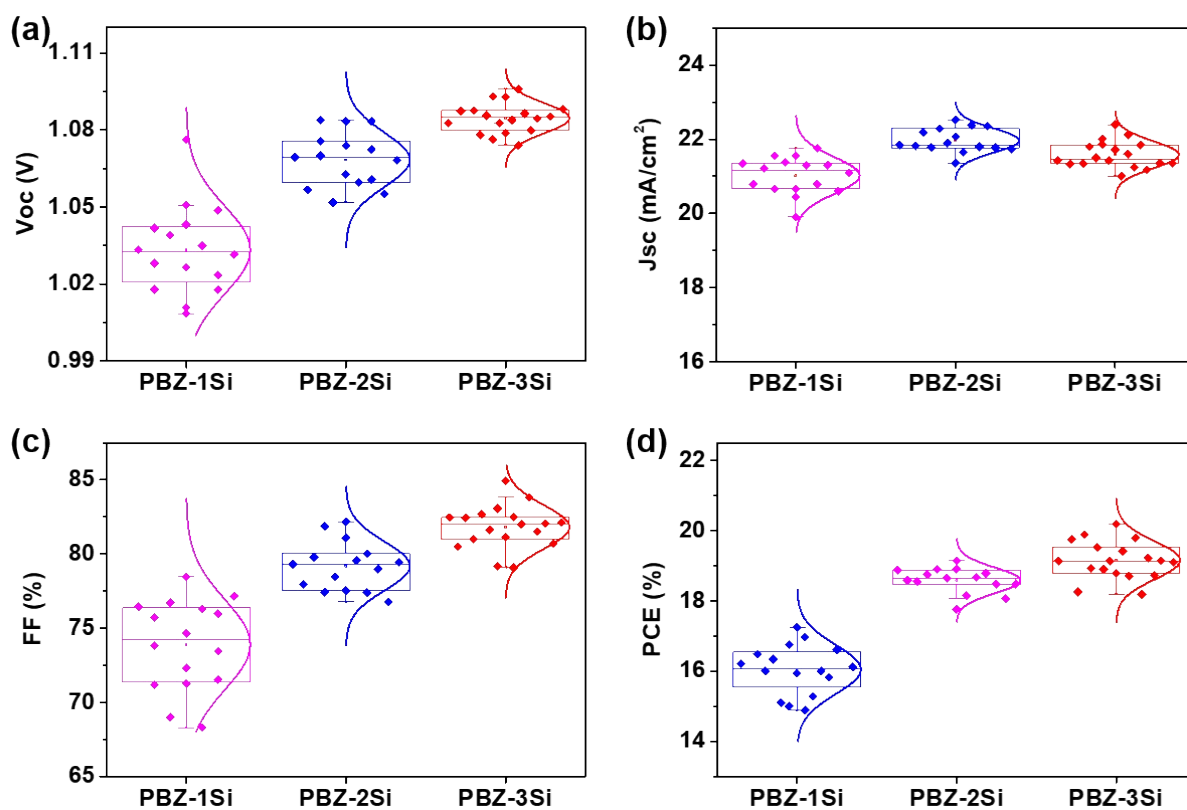 (a)
Voc (V)
1.11
1.08
1.05
1.02
0.99
PBZ-1Si PBZ-2Si PBZ-3Si
(b)
Jsc (mA/cm²)
24
22
20
18
16
PBZ-1Si PBZ-2Si PBZ-3Si
(c)
FF (%)
85
80
75
70
65
PBZ-1Si PBZ-2Si PBZ-3Si
(d)
PCE (%)
22
20
18
16
14
PBZ-1Si PBZ-2Si PBZ-3Si